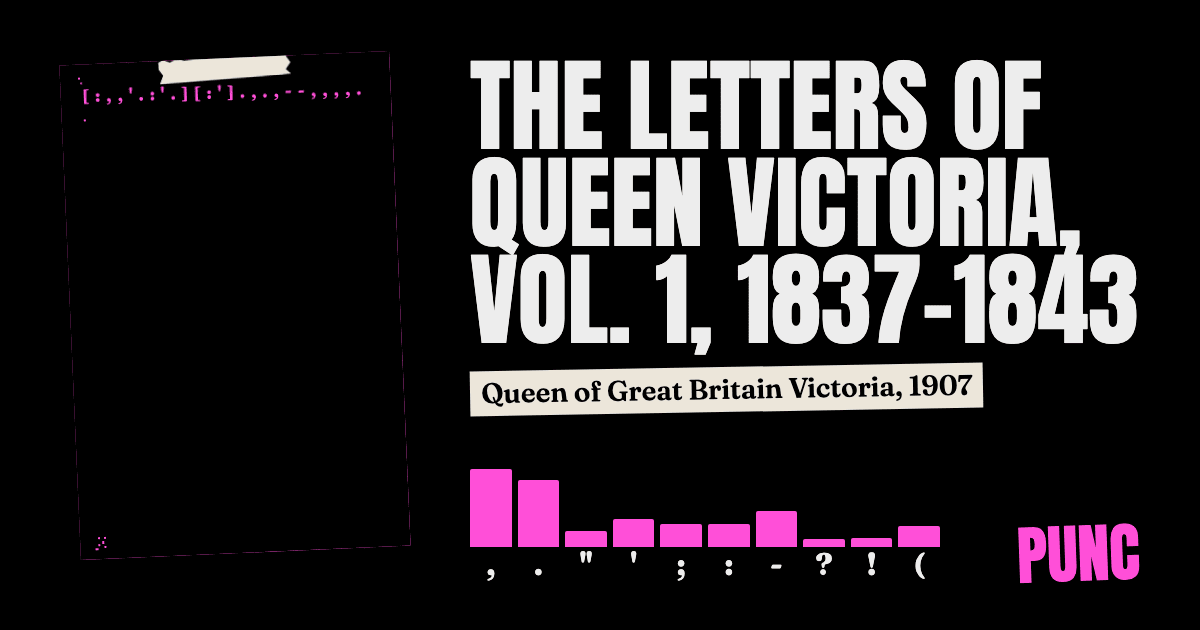 [:,,'.:'.][:'].,.,--,,,,.
.
THE LETTERS OF
QUEEN VICTORIA,
VOL. 1, 1837-1843
Queen of Great Britain Victoria, 1907
, . " ' ; : - ? ! (
PUNC